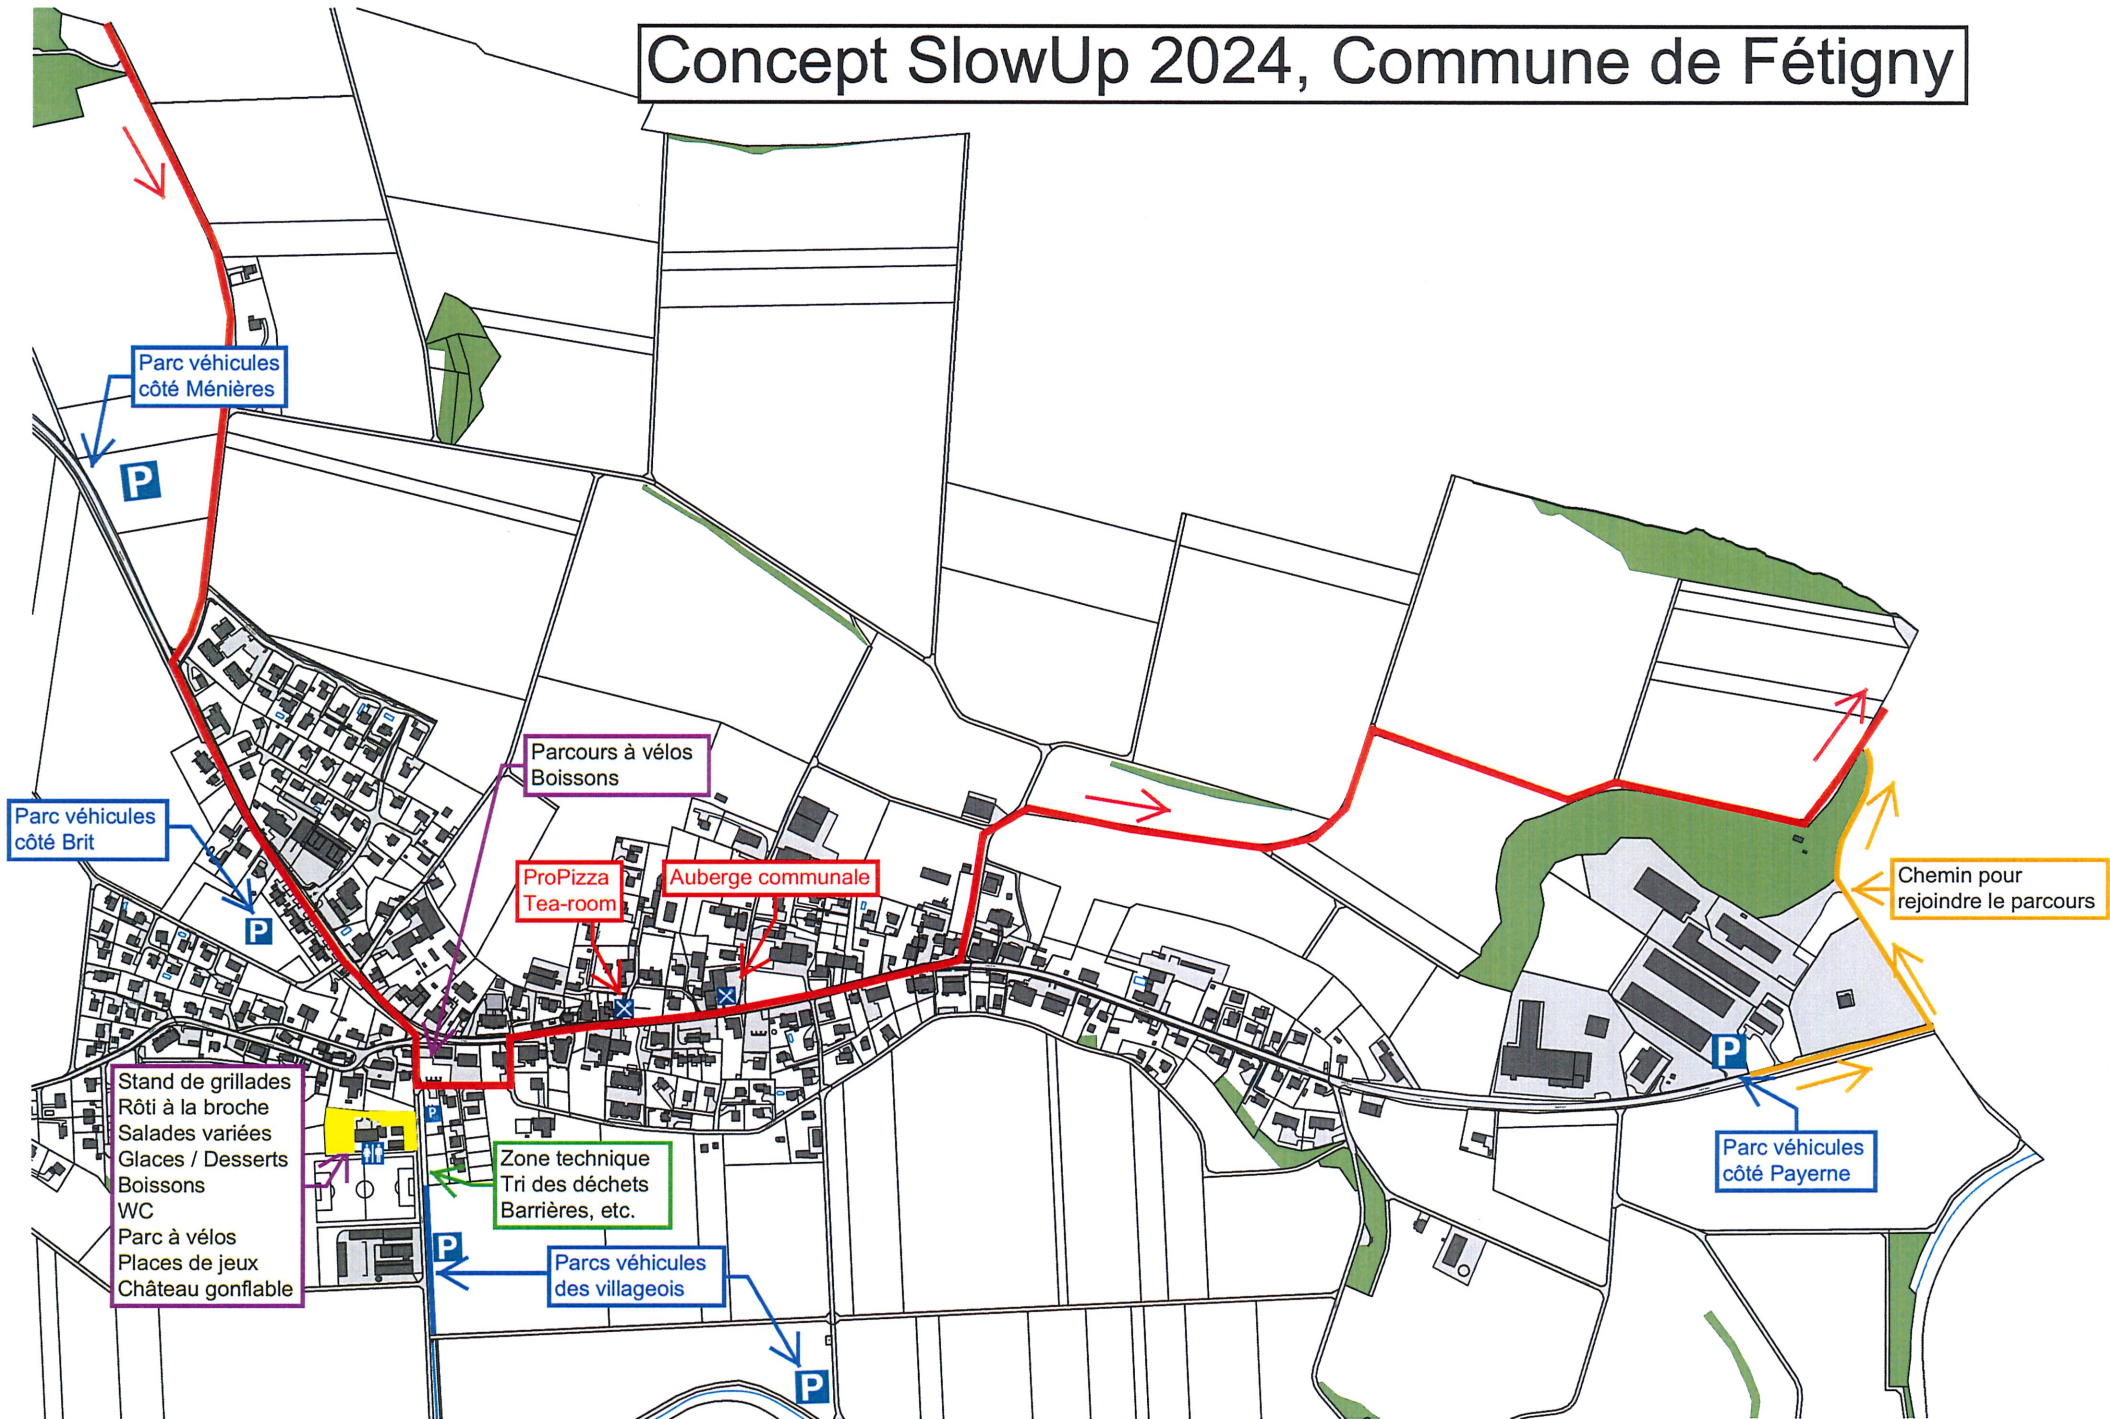 Concept SlowUp 2024, Commune de Fétigny
Parc véhicules
côté Ménières
P
Parcours à vélos
Boissons
Parc véhicules
côté Brit
P
ProPizza
Tea-room
Auberge communale
Chemin pour
rejoindre le parcours
P
Parc véhicules
côté Payerne
Stand de grillades
Rôti à la broche
Salades variées
Glaces / Desserts
Boissons
WC
Parc à vélos
Places de jeux
Château gonflable
P
Zone technique
Tri des déchets
Barrières, etc.
P
Parcs véhicules
des villageois
P